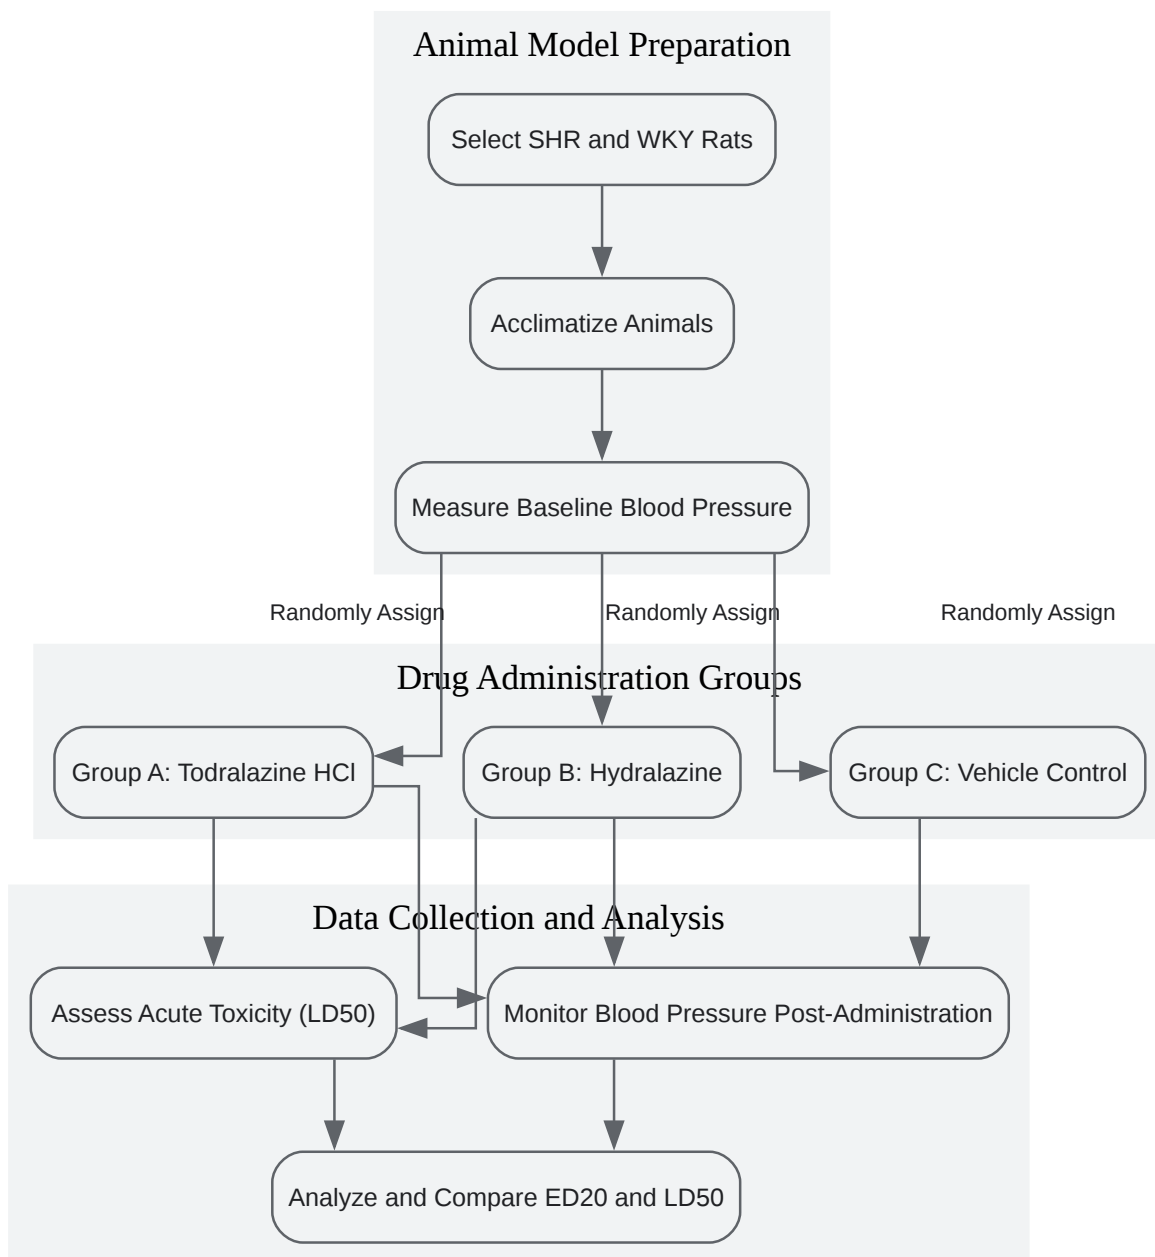 Animal Model Preparation
Select SHR and WKY Rats
Acclimatize Animals
Measure Baseline Blood Pressure
Randomly Assign
Randomly Assign
Randomly Assign
Drug Administration Groups
Group A: Todralazine HCl
Group B: Hydralazine
Group C: Vehicle Control
Data Collection and Analysis
Assess Acute Toxicity (LD50)
Monitor Blood Pressure Post-Administration
Analyze and Compare ED20 and LD50